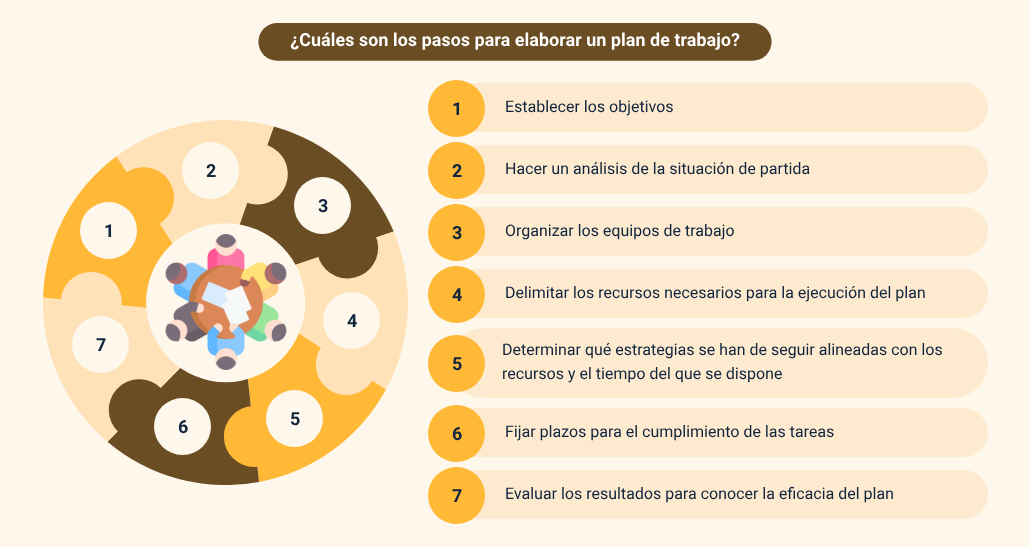 ¿Cuáles son los pasos para elaborar un plan de trabajo?
1
2
3
4
5
6
7
1 Establecer los objetivos
2 Hacer un análisis de la situación de partida
3 Organizar los equipos de trabajo
4 Delimitar los recursos necesarios para la ejecución del plan
5 Determinar qué estrategias se han de seguir alineadas con los
recursos y el tiempo del que se dispone
6 Fijar plazos para el cumplimiento de las tareas
7 Evaluar los resultados para conocer la eficacia del plan